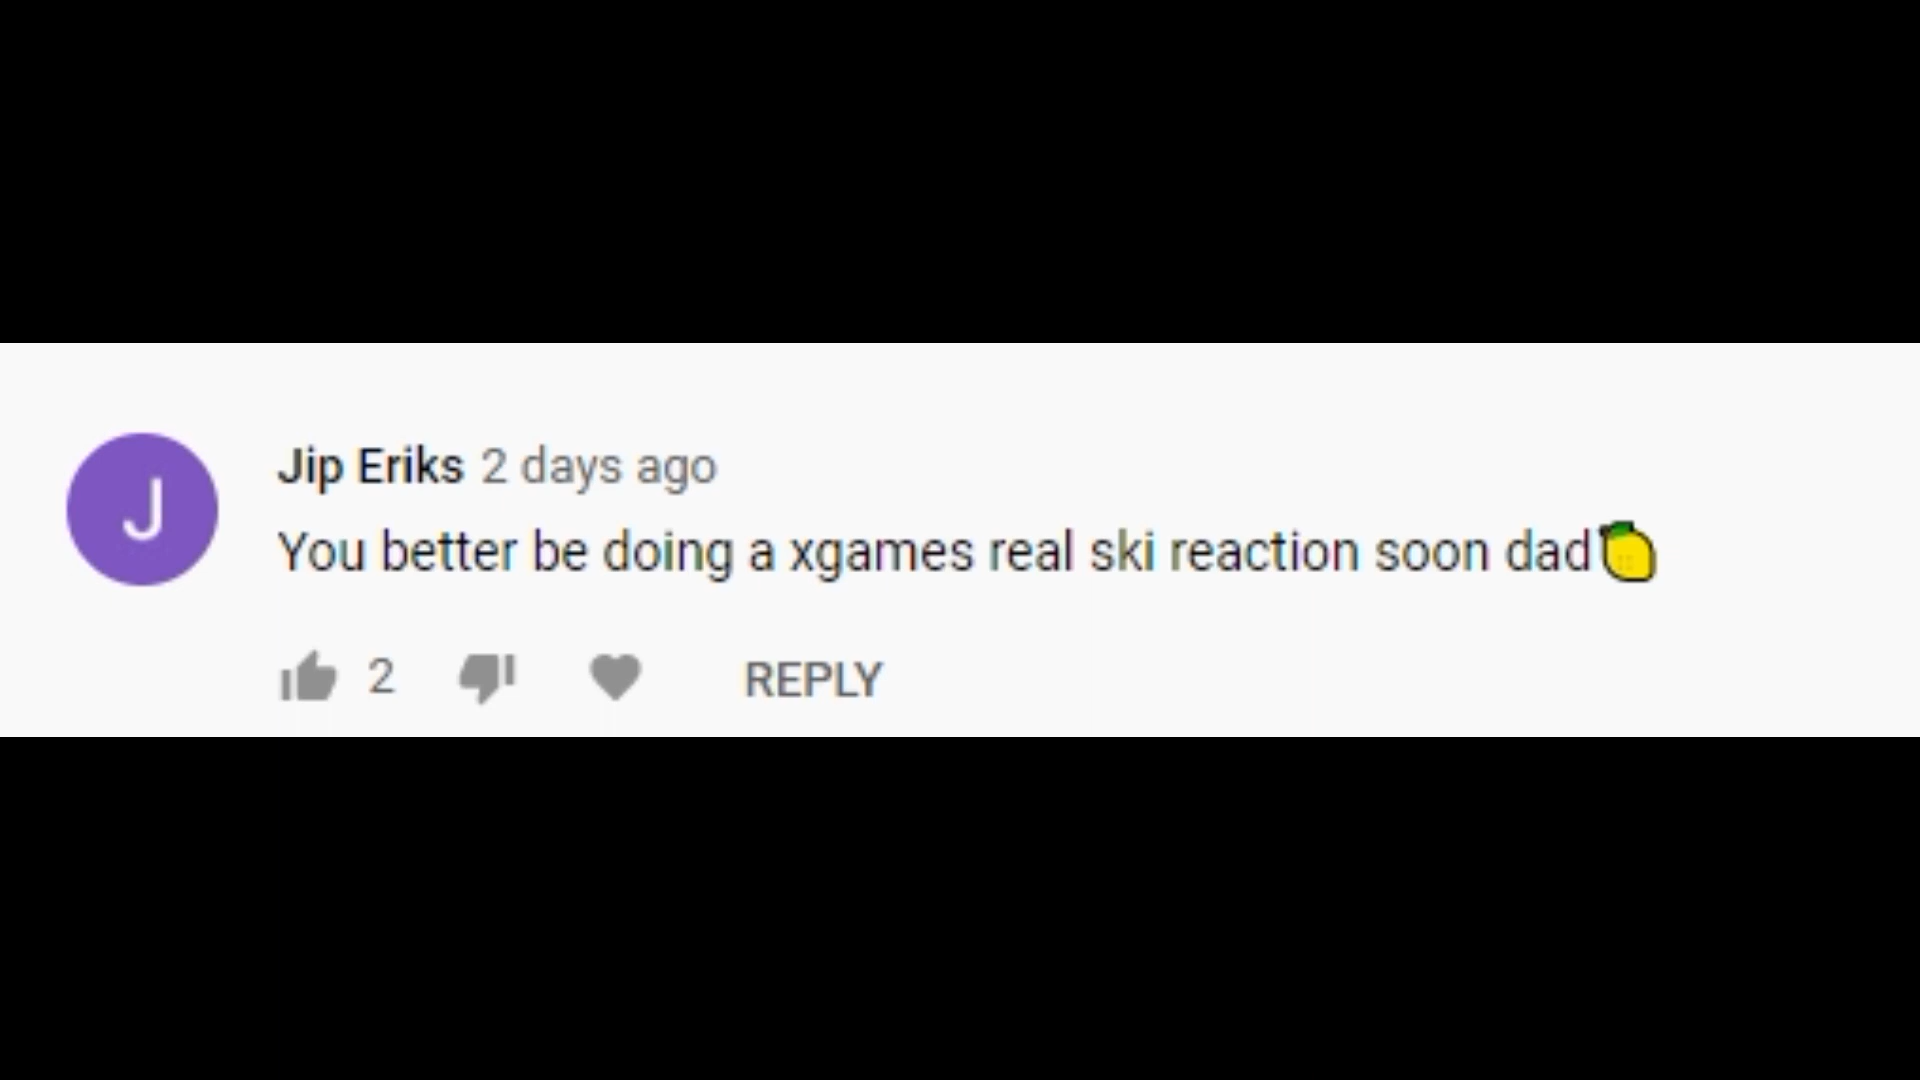 J
Jip Eriks 2 days ago
You better be doing a xgames real ski reaction soon dad🍋
2 REPLY